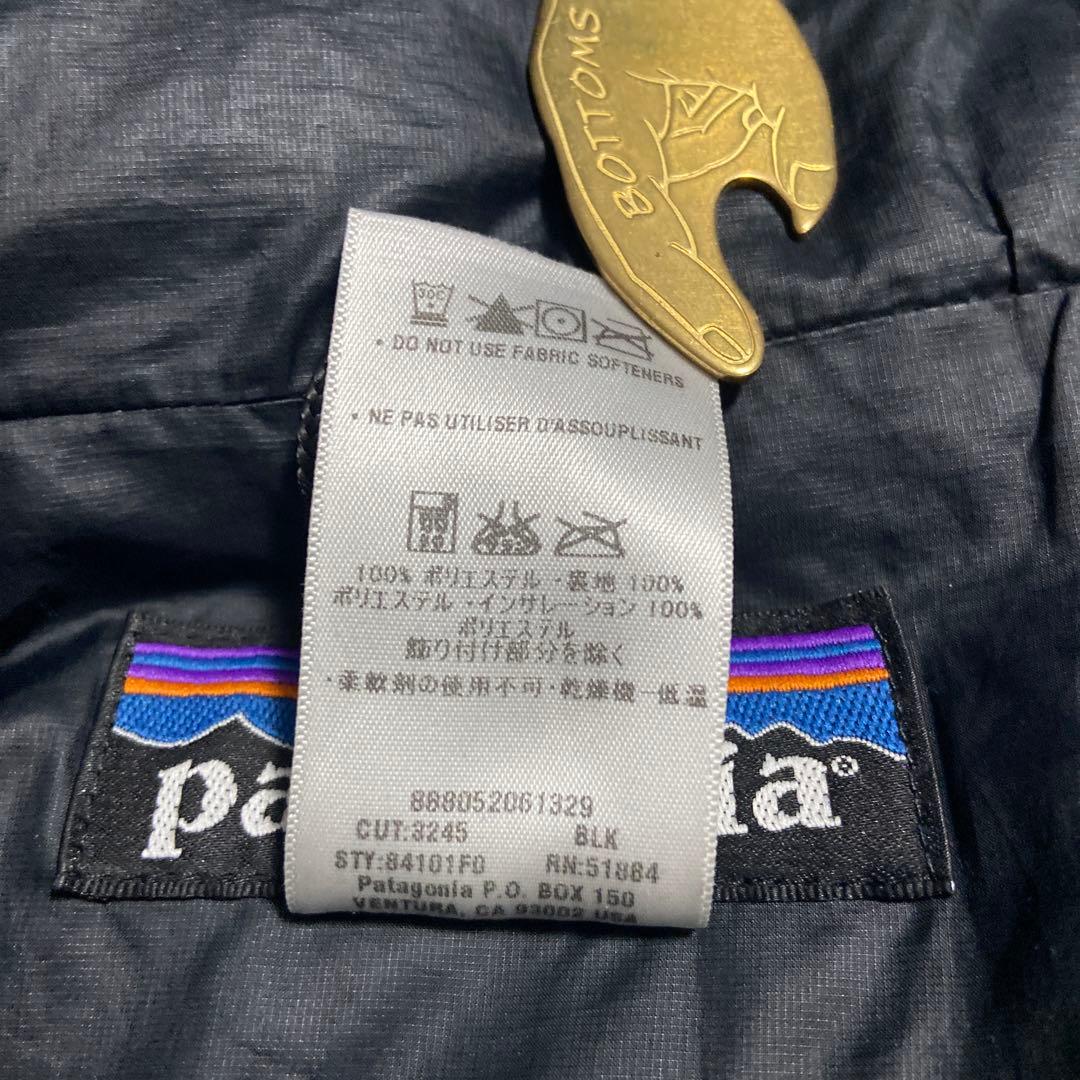 BOTTOMS
30C
• DO NOT USE FABRIC SOFTENERS
• NE PAS UTILISER D'ASSOUPLISSANT
100% ポリエステル・裏地 100%
ポリエステル・インサレーション 100%
ポリエステル
飾り付け部分を除く
・柔軟剤の使用不可・乾燥機ー低温
888052061329
CUT:3245 BLK
STY:84101F0 RN:51884
Patagonia P.O. BOX 150
VENTURA, CA 93002 USA
pa ia®